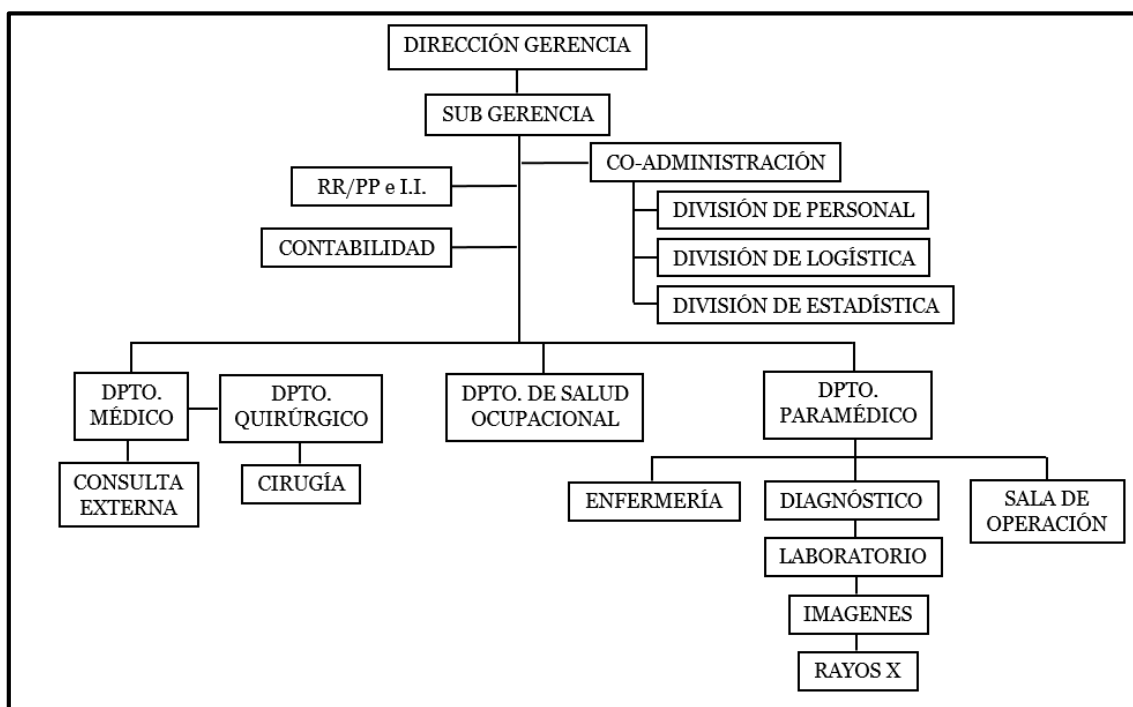 DIRECCIÓN GERENCIA
SUB GERENCIA
CO-ADMINISTRACIÓN
RR/PP e I.I.
DIVISIÓN DE PERSONAL
CONTABILIDAD
DIVISIÓN DE LOGÍSTICA
DIVISIÓN DE ESTADÍSTICA
DPTO.
MÉDICO
DPTO.
QUIRÚRGICO
DPTO. DE SALUD
OCUPACIONAL
DPTO.
PARAMÉDICO
CONSULTA
EXTERNA
CIRUGÍA
ENFERMERÍA
DIAGNÓSTICO
SALA DE
OPERACIÓN
LABORATORIO
IMAGENES
RAYOS X